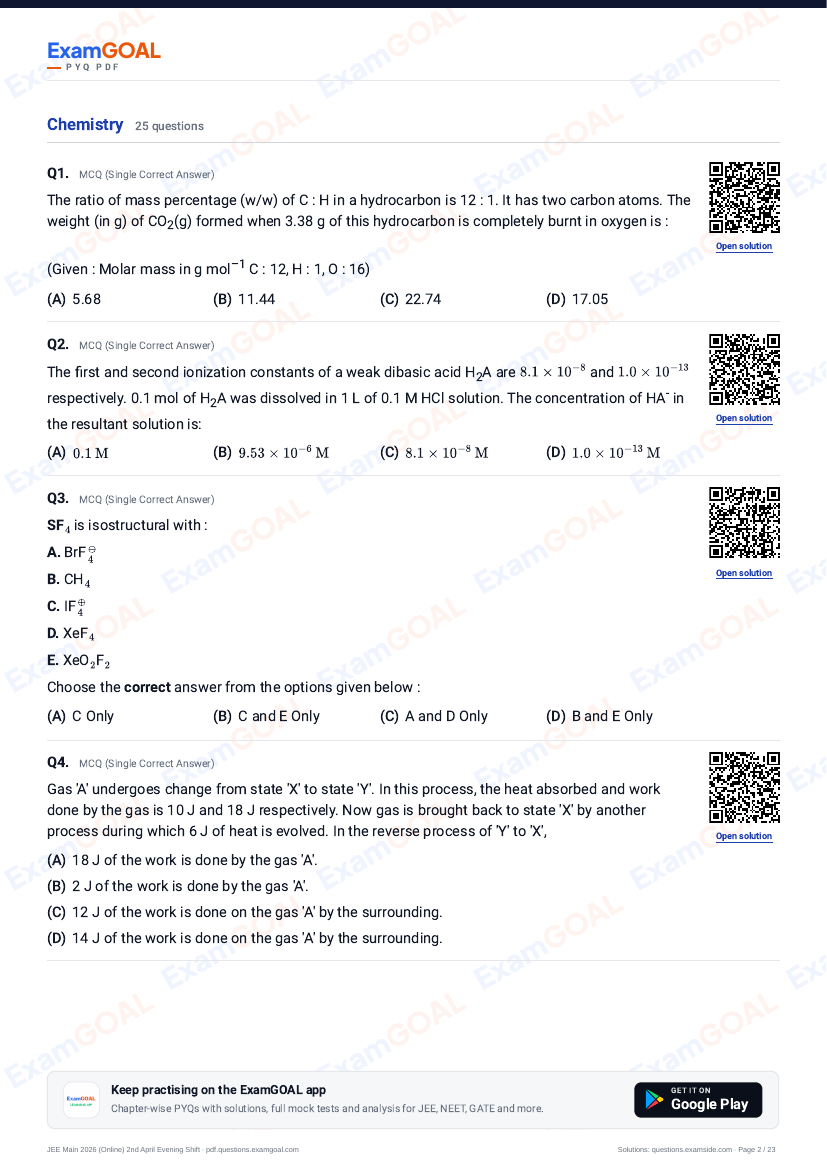 ExamGOAL
PYQ PDF
Chemistry 25 questions
Q1. MCQ (Single Correct Answer)
The ratio of mass percentage (w/w) of C : H in a hydrocarbon is 12 : 1. It has two carbon atoms. The
weight (in g) of CO₂(g) formed when 3.38 g of this hydrocarbon is completely burnt in oxygen is :
Open solution
(Given : Molar mass in g mol⁻¹ C : 12, H : 1, O : 16)
(A) 5.68 (B) 11.44 (C) 22.74 (D) 17.05
Q2. MCQ (Single Correct Answer)
The first and second ionization constants of a weak dibasic acid H₂A are 8.1 × 10⁻⁸ and 1.0 × 10⁻¹³
respectively. 0.1 mol of H₂A was dissolved in 1 L of 0.1 M HCl solution. The concentration of HA⁻ in
the resultant solution is:
Open solution
(A) 0.1 M (B) 9.53 × 10⁻⁶ M (C) 8.1 × 10⁻⁸ M (D) 1.0 × 10⁻¹³ M
Q3. MCQ (Single Correct Answer)
SF₄ is isostructural with :
A. BrF₄^⊖
B. CH₄
C. IF₄^⊕
D. XeF₄
E. XeO₂F₂
Open solution
Choose the correct answer from the options given below :
(A) C Only (B) C and E Only (C) A and D Only (D) B and E Only
Q4. MCQ (Single Correct Answer)
Gas 'A' undergoes change from state 'X' to state 'Y'. In this process, the heat absorbed and work
done by the gas is 10 J and 18 J respectively. Now gas is brought back to state 'X' by another
process during which 6 J of heat is evolved. In the reverse process of 'Y' to 'X',
Open solution
(A) 18 J of the work is done by the gas 'A'.
(B) 2 J of the work is done by the gas 'A'.
(C) 12 J of the work is done on the gas 'A' by the surrounding.
(D) 14 J of the work is done on the gas 'A' by the surrounding.
Keep practising on the ExamGOAL app
Chapter-wise PYQs with solutions, full mock tests and analysis for JEE, NEET, GATE and more.
ExamGOAL
GET IT ON
Google Play
JEE Main 2026 (Online) 2nd April Evening Shift · pdf.questions.examgoal.com
Solutions: questions.examside.com · Page 2 / 23